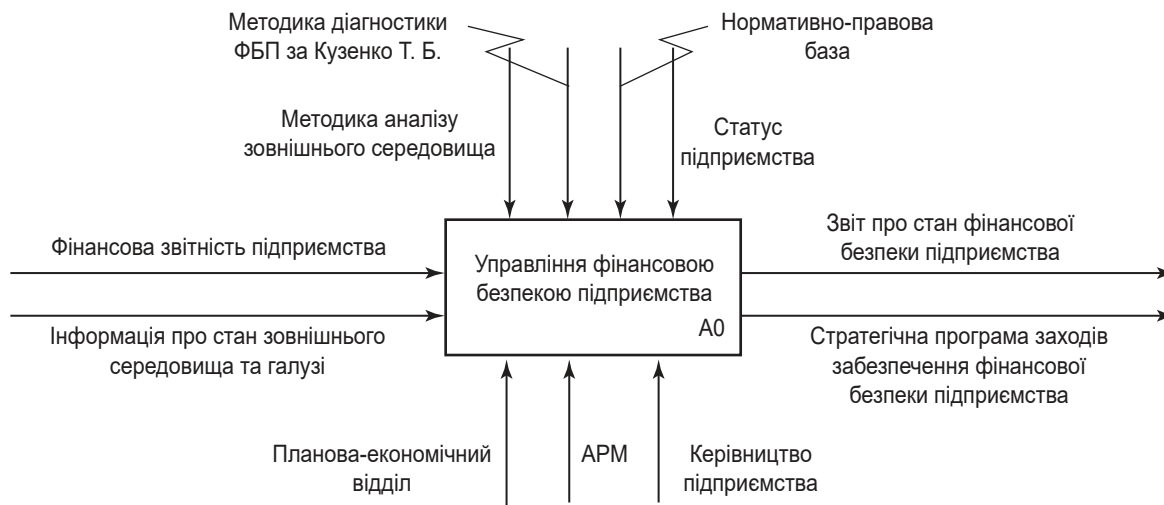 Методика діагностики
ФБП за Кузенко Т. Б.
Нормативно-правова
база
Методика аналізу
зовнішнього середовища
Статус
підприємства
Фінансова звітність підприємства
Управління фінансовою
безпекою підприємства
А0
Звіт про стан фінансової
безпеки підприємства
Інформація про стан зовнішнього
середовища та галузі
Стратегічна програма заходів
забезпечення фінансової
безпеки підприємства
Планова-економічний
відділ
АРМ
Керівництво
підприємства